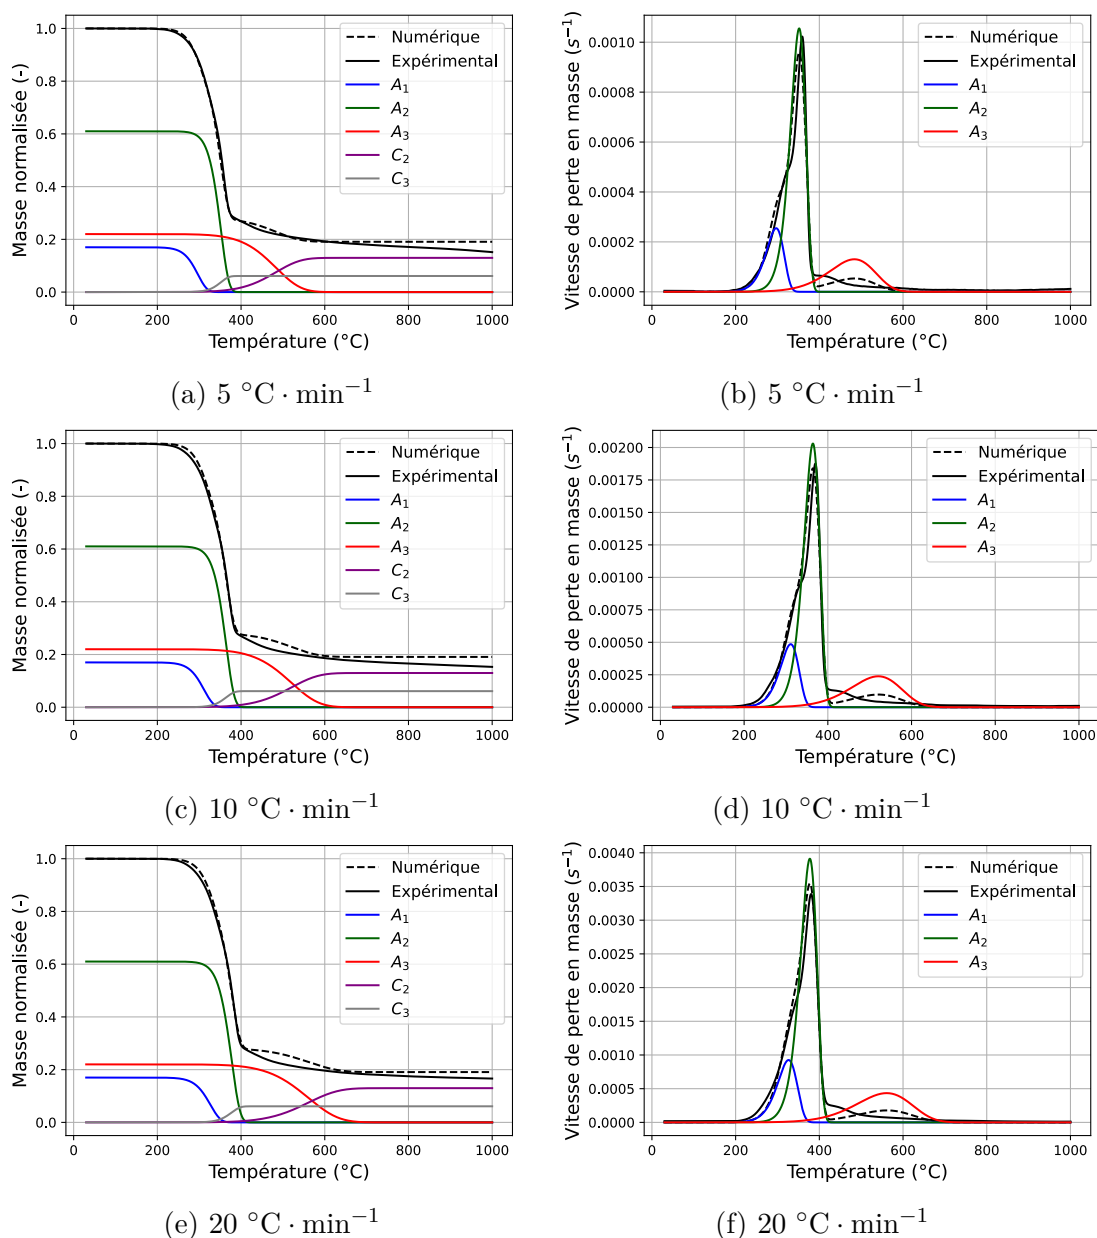 Masse normalisée (-)
1.0
0.8
0.6
0.4
0.2
0.0
Numérique
Expérimental
A1
A2
A3
C2
C3
0 200 400 600 800 1000
Température (°C)
(a) 5 °C · min−1
Vitesse de perte en masse (s−1)
0.0010
0.0008
0.0006
0.0004
0.0002
0.0000
Numérique
Expérimental
A1
A2
A3
0 200 400 600 800 1000
Température (°C)
(b) 5 °C · min−1
Masse normalisée (-)
1.0
0.8
0.6
0.4
0.2
0.0
Numérique
Expérimental
A1
A2
A3
C2
C3
0 200 400 600 800 1000
Température (°C)
(c) 10 °C · min−1
Vitesse de perte en masse (s−1)
0.00200
0.00175
0.00150
0.00125
0.00100
0.00075
0.00050
0.00025
0.00000
Numérique
Expérimental
A1
A2
A3
0 200 400 600 800 1000
Température (°C)
(d) 10 °C · min−1
Masse normalisée (-)
1.0
0.8
0.6
0.4
0.2
0.0
Numérique
Expérimental
A1
A2
A3
C2
C3
0 200 400 600 800 1000
Température (°C)
(e) 20 °C · min−1
Vitesse de perte en masse (s−1)
0.0040
0.0035
0.0030
0.0025
0.0020
0.0015
0.0010
0.0005
0.0000
Numérique
Expérimental
A1
A2
A3
0 200 400 600 800 1000
Température (°C)
(f) 20 °C · min−1